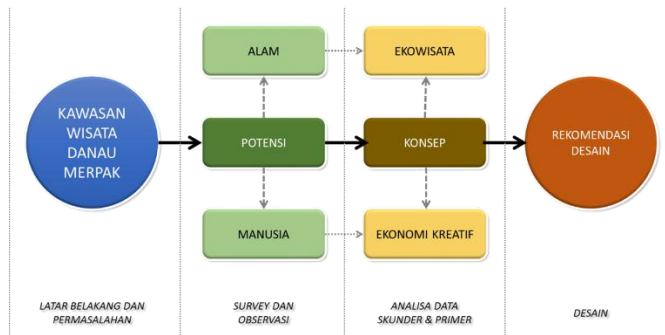 ALAM
EKOWISATA
KAWASAN
WISATA
DANAU
MERPAK
POTENSI
KONSEP
REKOMENDASI
DESAIN
MANUSIA
EKONOMI KREATIF
LATAR BELAKANG DAN
PERMASALAHAN
SURVEY DAN
OBSERVASI
ANALISA DATA
SKUNDER & PRIMER
DESAIN